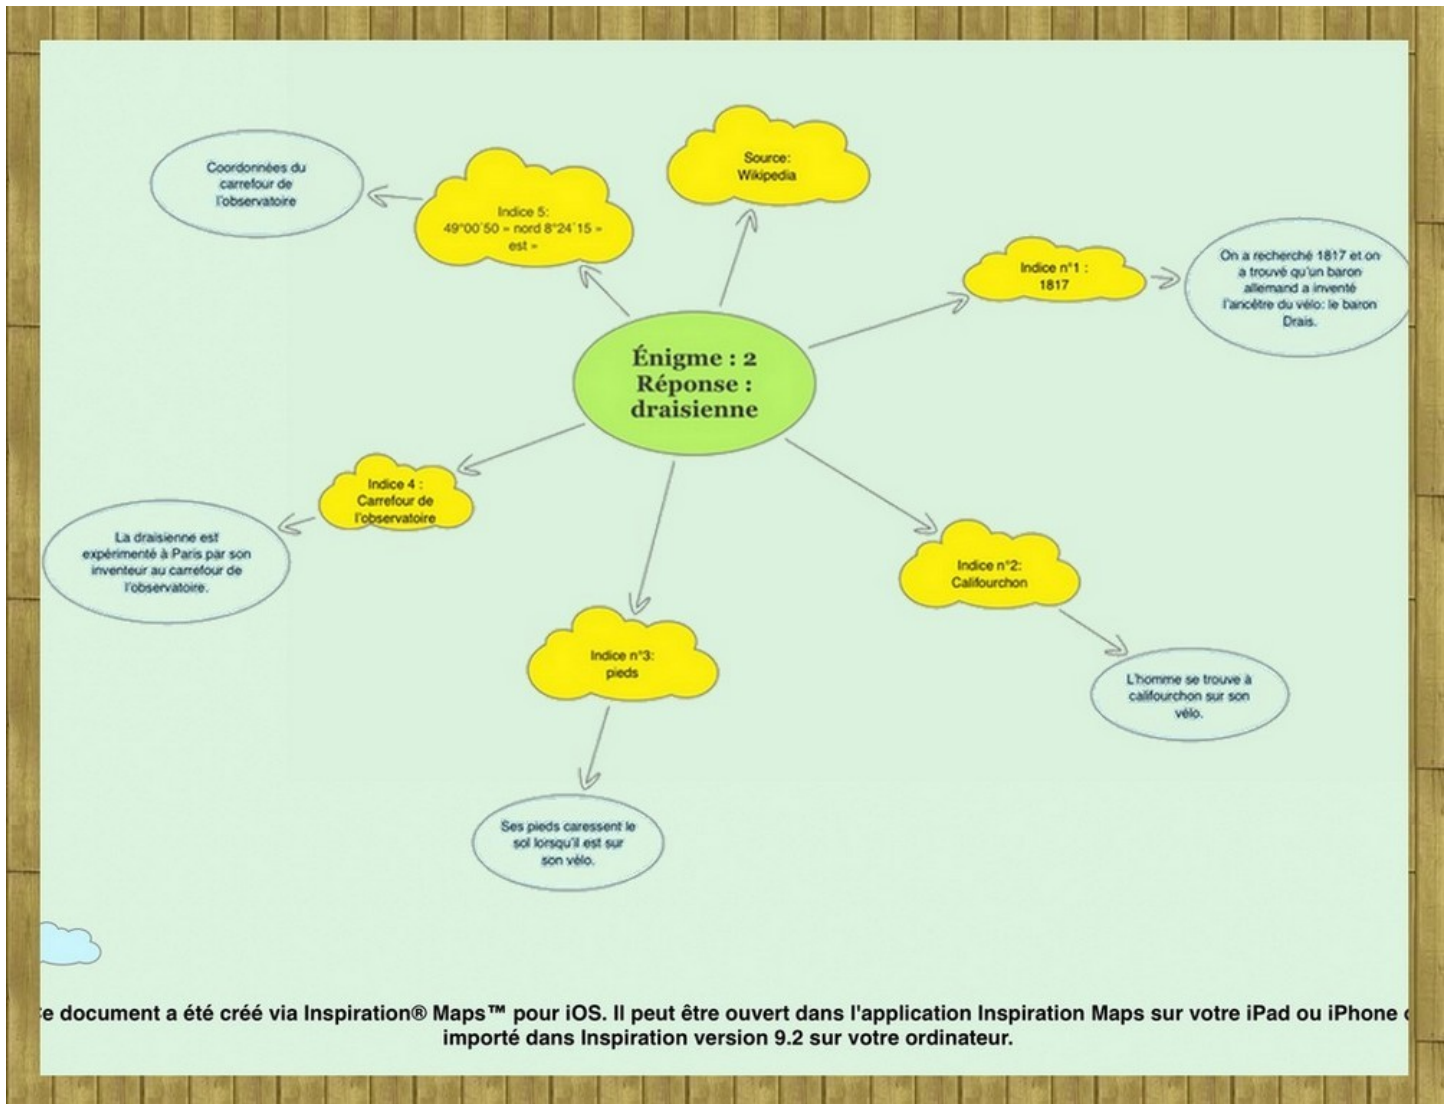 Énigme : 2
Réponse :
draisienne
Source:
Wikipedia
Indice n°1 :
1817
On a recherché 1817 et on
a trouvé qu'un baron
allemand a inventé
l'ancêtre du vélo: le baron
Drais.
Indice n°2:
Califourchon
L'homme se trouve à
califourchon sur son
vélo.
Indice n°3:
pieds
Ses pieds caressent le
sol lorsqu'il est sur
son vélo.
Indice 4 :
Carrefour de
l'observatoire
La draisienne est
expérimenté à Paris par son
inventeur au carrefour de
l'observatoire.
Indice 5:
49°00´50 » nord 8°24´15 »
est »
Coordonnées du
carrefour de
l'observatoire
e document a été créé via Inspiration® Maps™ pour iOS. Il peut être ouvert dans l'application Inspiration Maps sur votre iPad ou iPhone
importé dans Inspiration version 9.2 sur votre ordinateur.